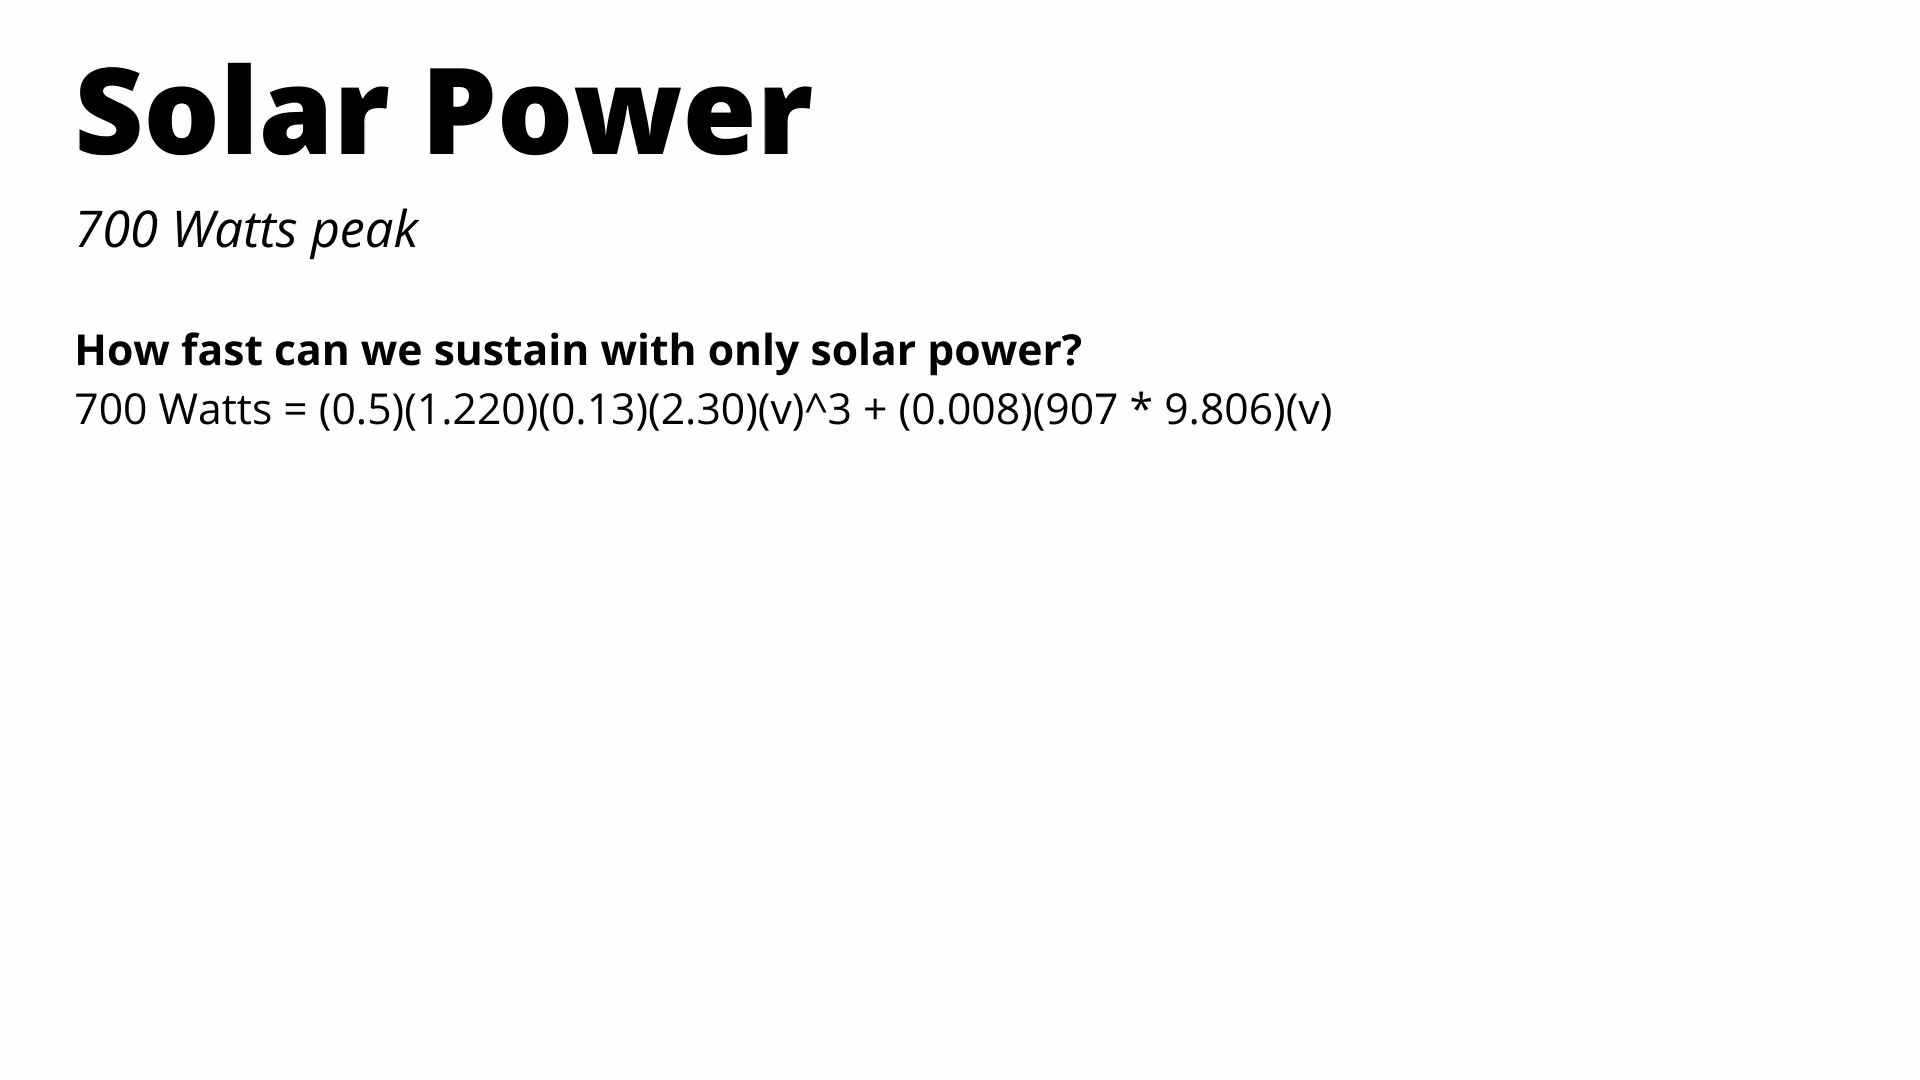 Solar Power
700 Watts peak
How fast can we sustain with only solar power?
700 Watts = (0.5)(1.220)(0.13)(2.30)(v)^3 + (0.008)(907 * 9.806)(v)